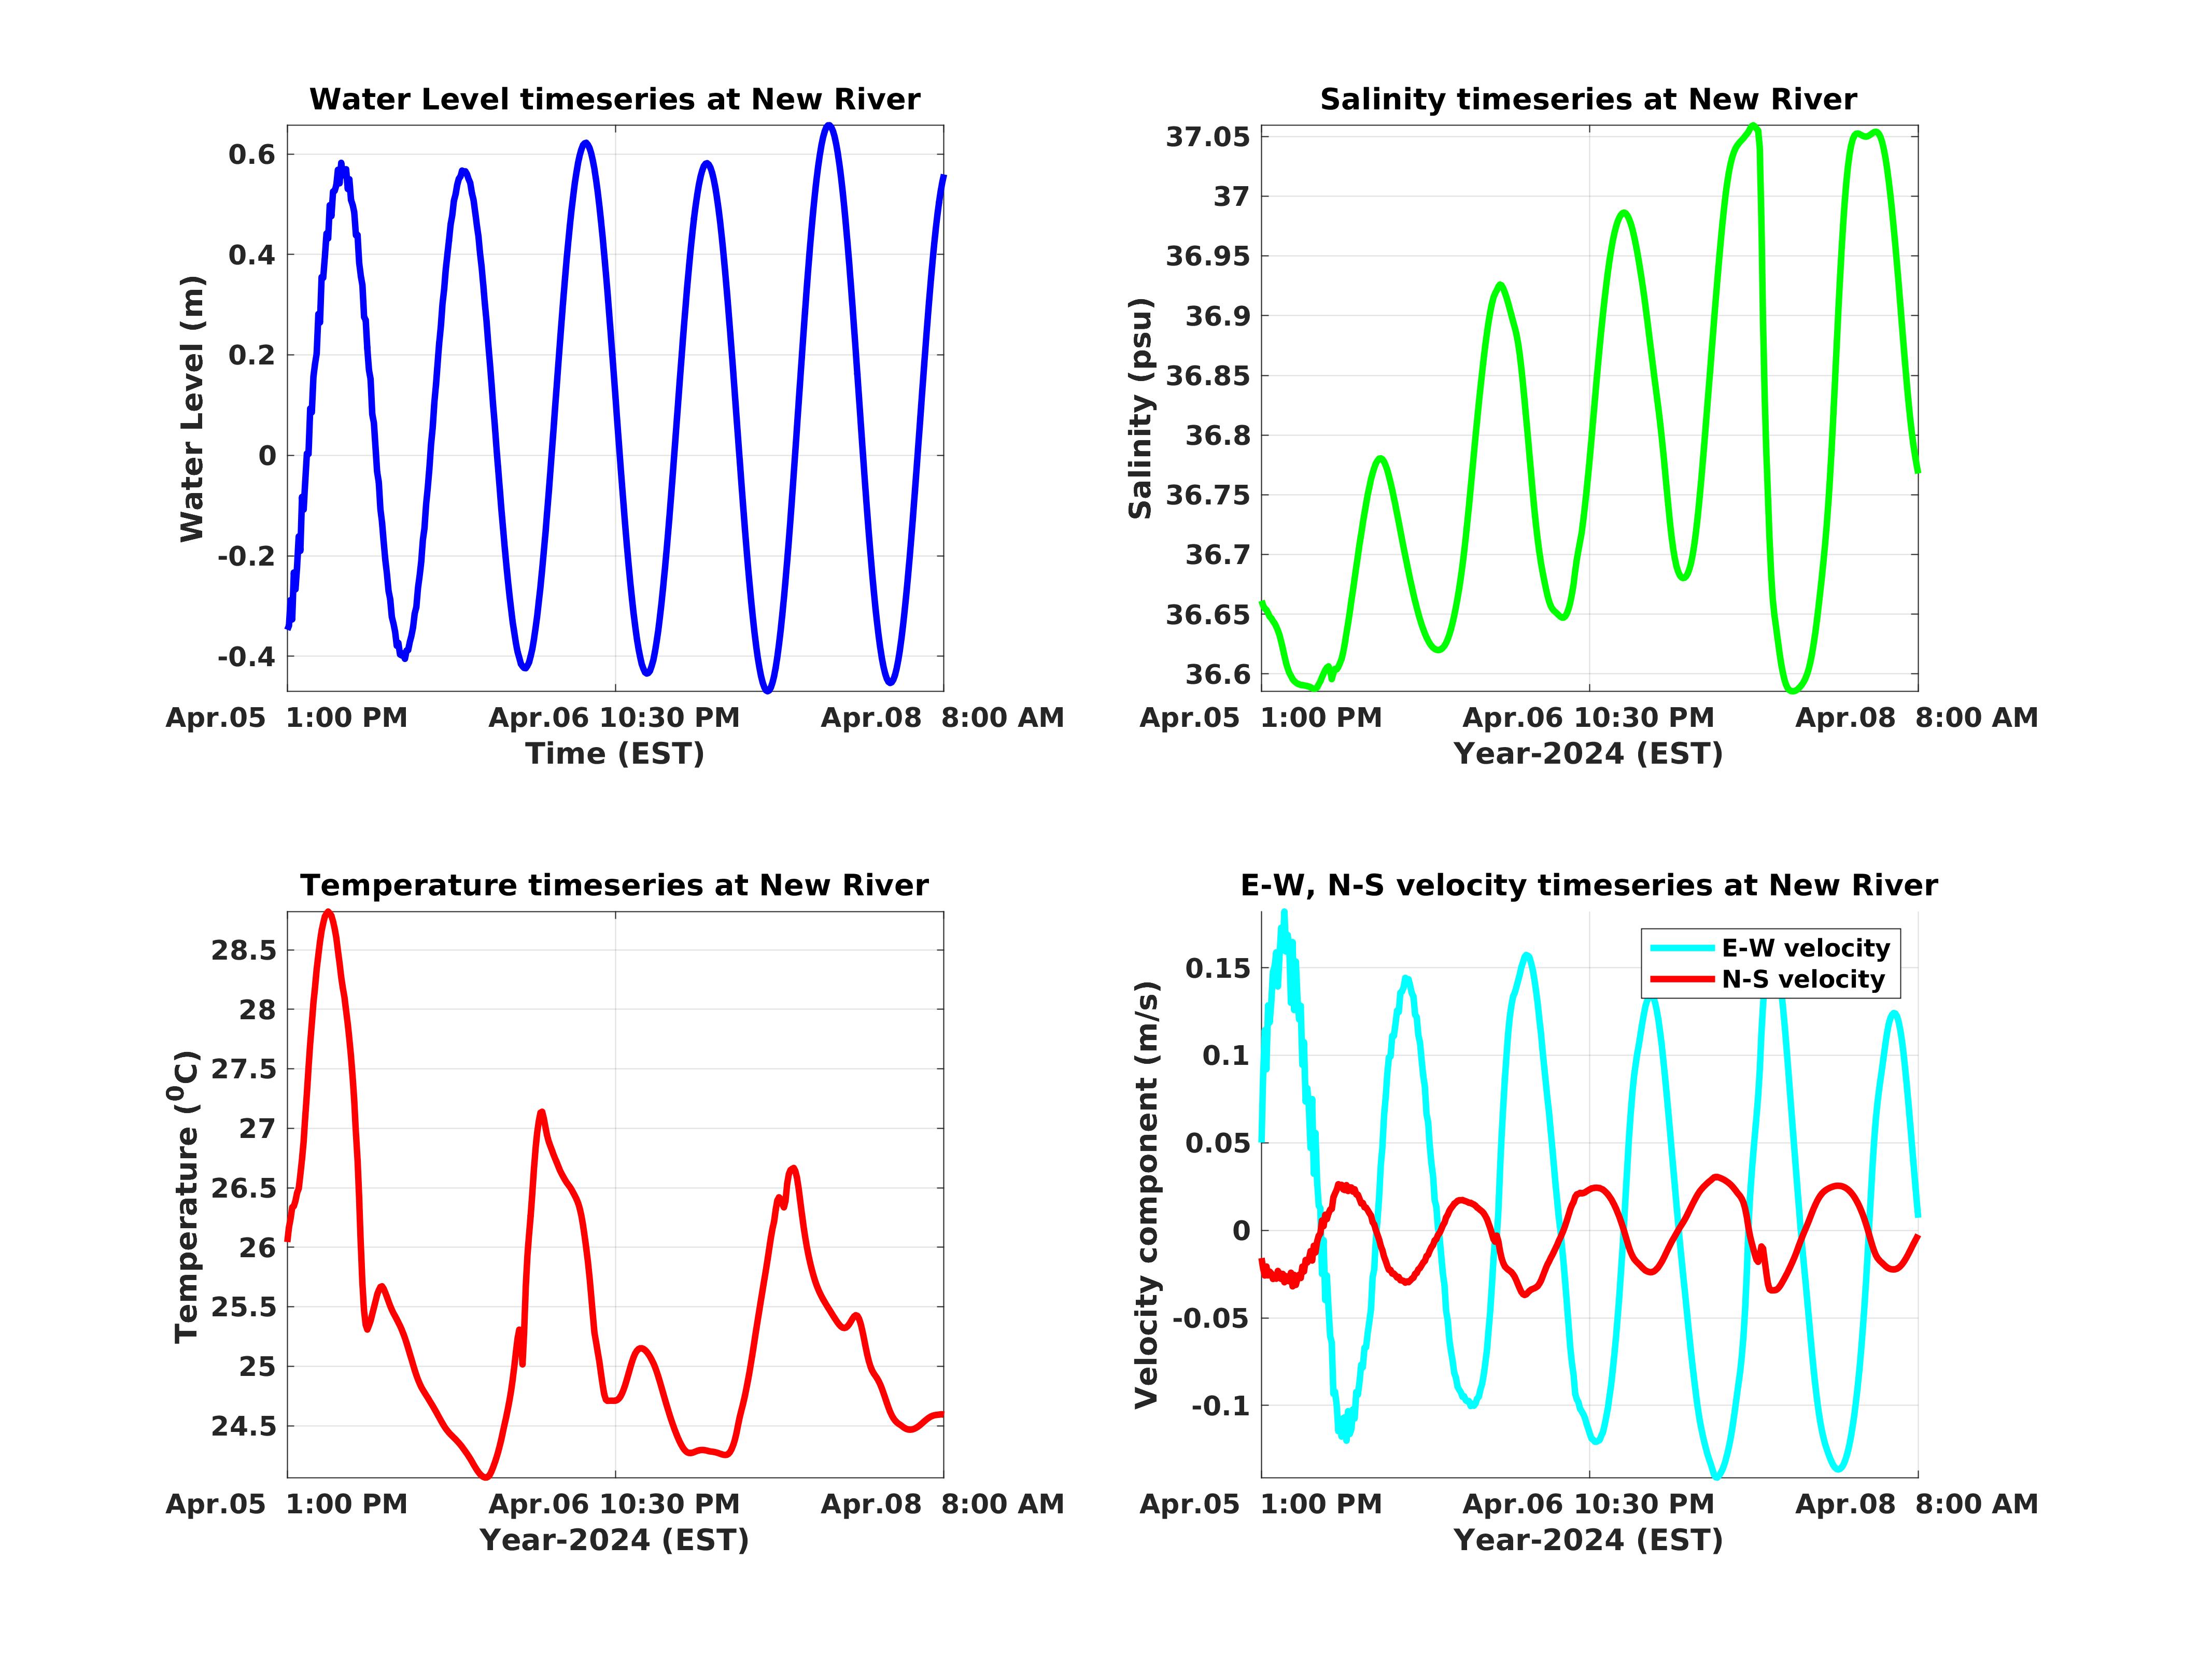 Water Level timeseries at New River
Water Level (m)
0.6
0.4
0.2
0
-0.2
-0.4
Apr.05 1:00 PM Apr.06 10:30 PM Apr.08 8:00 AM
Time (EST)
Salinity timeseries at New River
Salinity (psu)
37.05
37
36.95
36.9
36.85
36.8
36.75
36.7
36.65
36.6
Apr.05 1:00 PM Apr.06 10:30 PM Apr.08 8:00 AM
Year-2024 (EST)
Temperature timeseries at New River
Temperature (⁰C)
28.5
28
27.5
27
26.5
26
25.5
25
24.5
Apr.05 1:00 PM Apr.06 10:30 PM Apr.08 8:00 AM
Year-2024 (EST)
E-W, N-S velocity timeseries at New River
E-W velocity
N-S velocity
Velocity component (m/s)
0.15
0.1
0.05
0
-0.05
-0.1
Apr.05 1:00 PM Apr.06 10:30 PM Apr.08 8:00 AM
Year-2024 (EST)